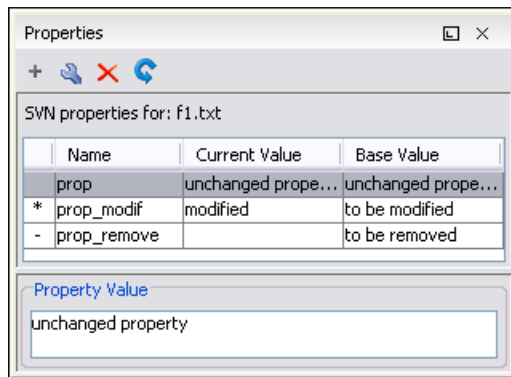 Properties
SVN properties for: f1.txt
Name Current Value Base Value
prop unchanged prope... unchanged prope...
* prop_modif modified to be modified
- prop_remove to be removed
Property Value
unchanged property